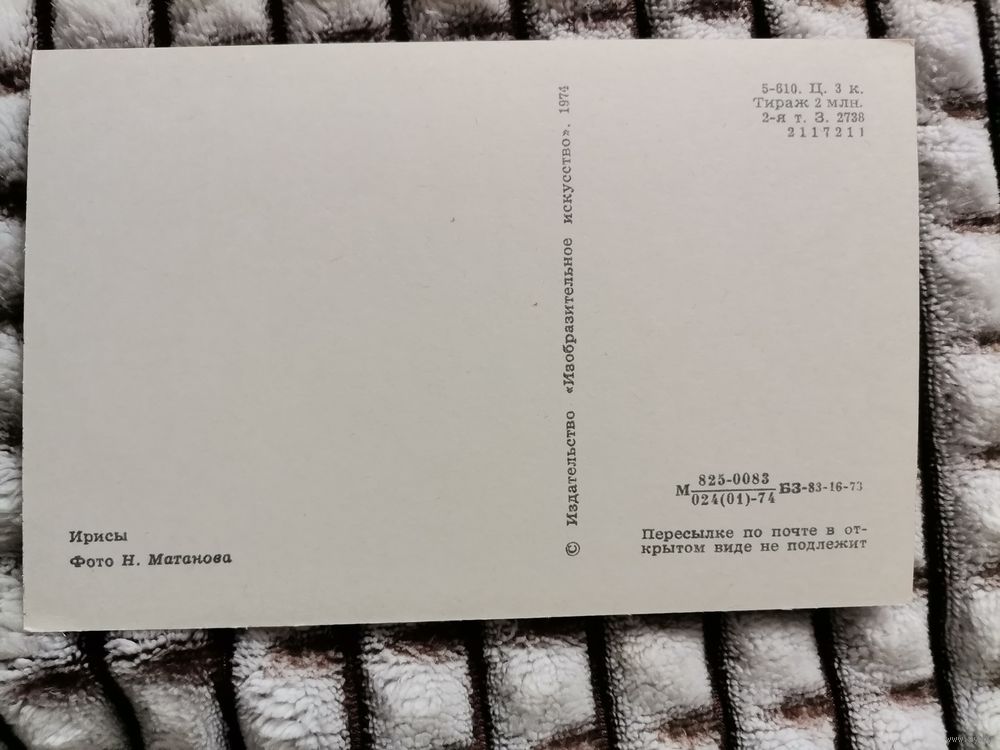 5-610. Ц. 3 к.
Тираж 2 млн.
2-я т. З. 2738
2117211
© Издательство «Изобразительное искусство». 1974
М 825-0083 БЗ-83-16-73
024(01)-74
Пересылке по почте в от-
крытом виде не подлежит
Ирисы
Фото Н. Матанова